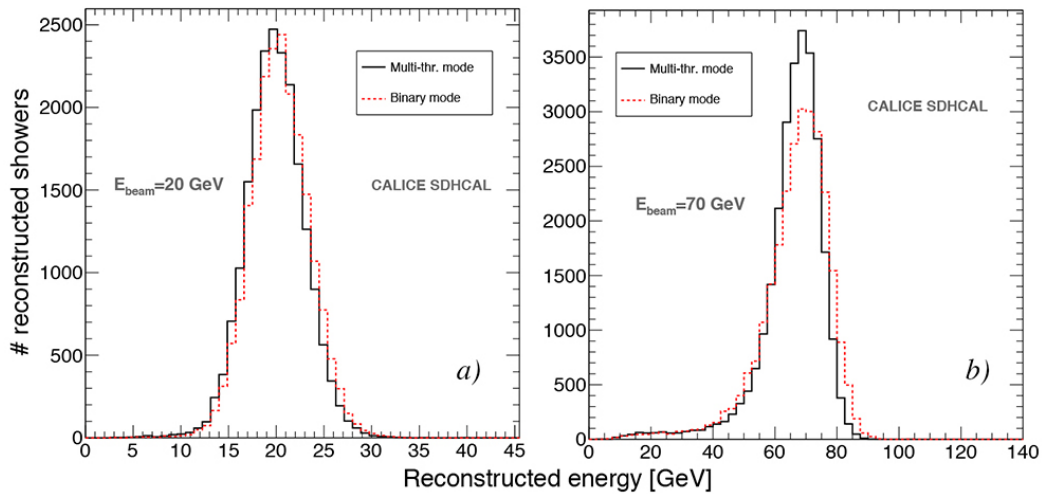 # reconstructed showers
2500
2000
1500
1000
500
0
0 5 10 15 20 25 30 35 40 45
Multi-thr. mode
Binary mode
E_beam=20 GeV
CALICE SDHCAL
a)
3500
3000
2500
2000
1500
1000
500
0
0 20 40 60 80 100 120 140
Multi-thr. mode
Binary mode
CALICE SDHCAL
E_beam=70 GeV
b)
Reconstructed energy [GeV]